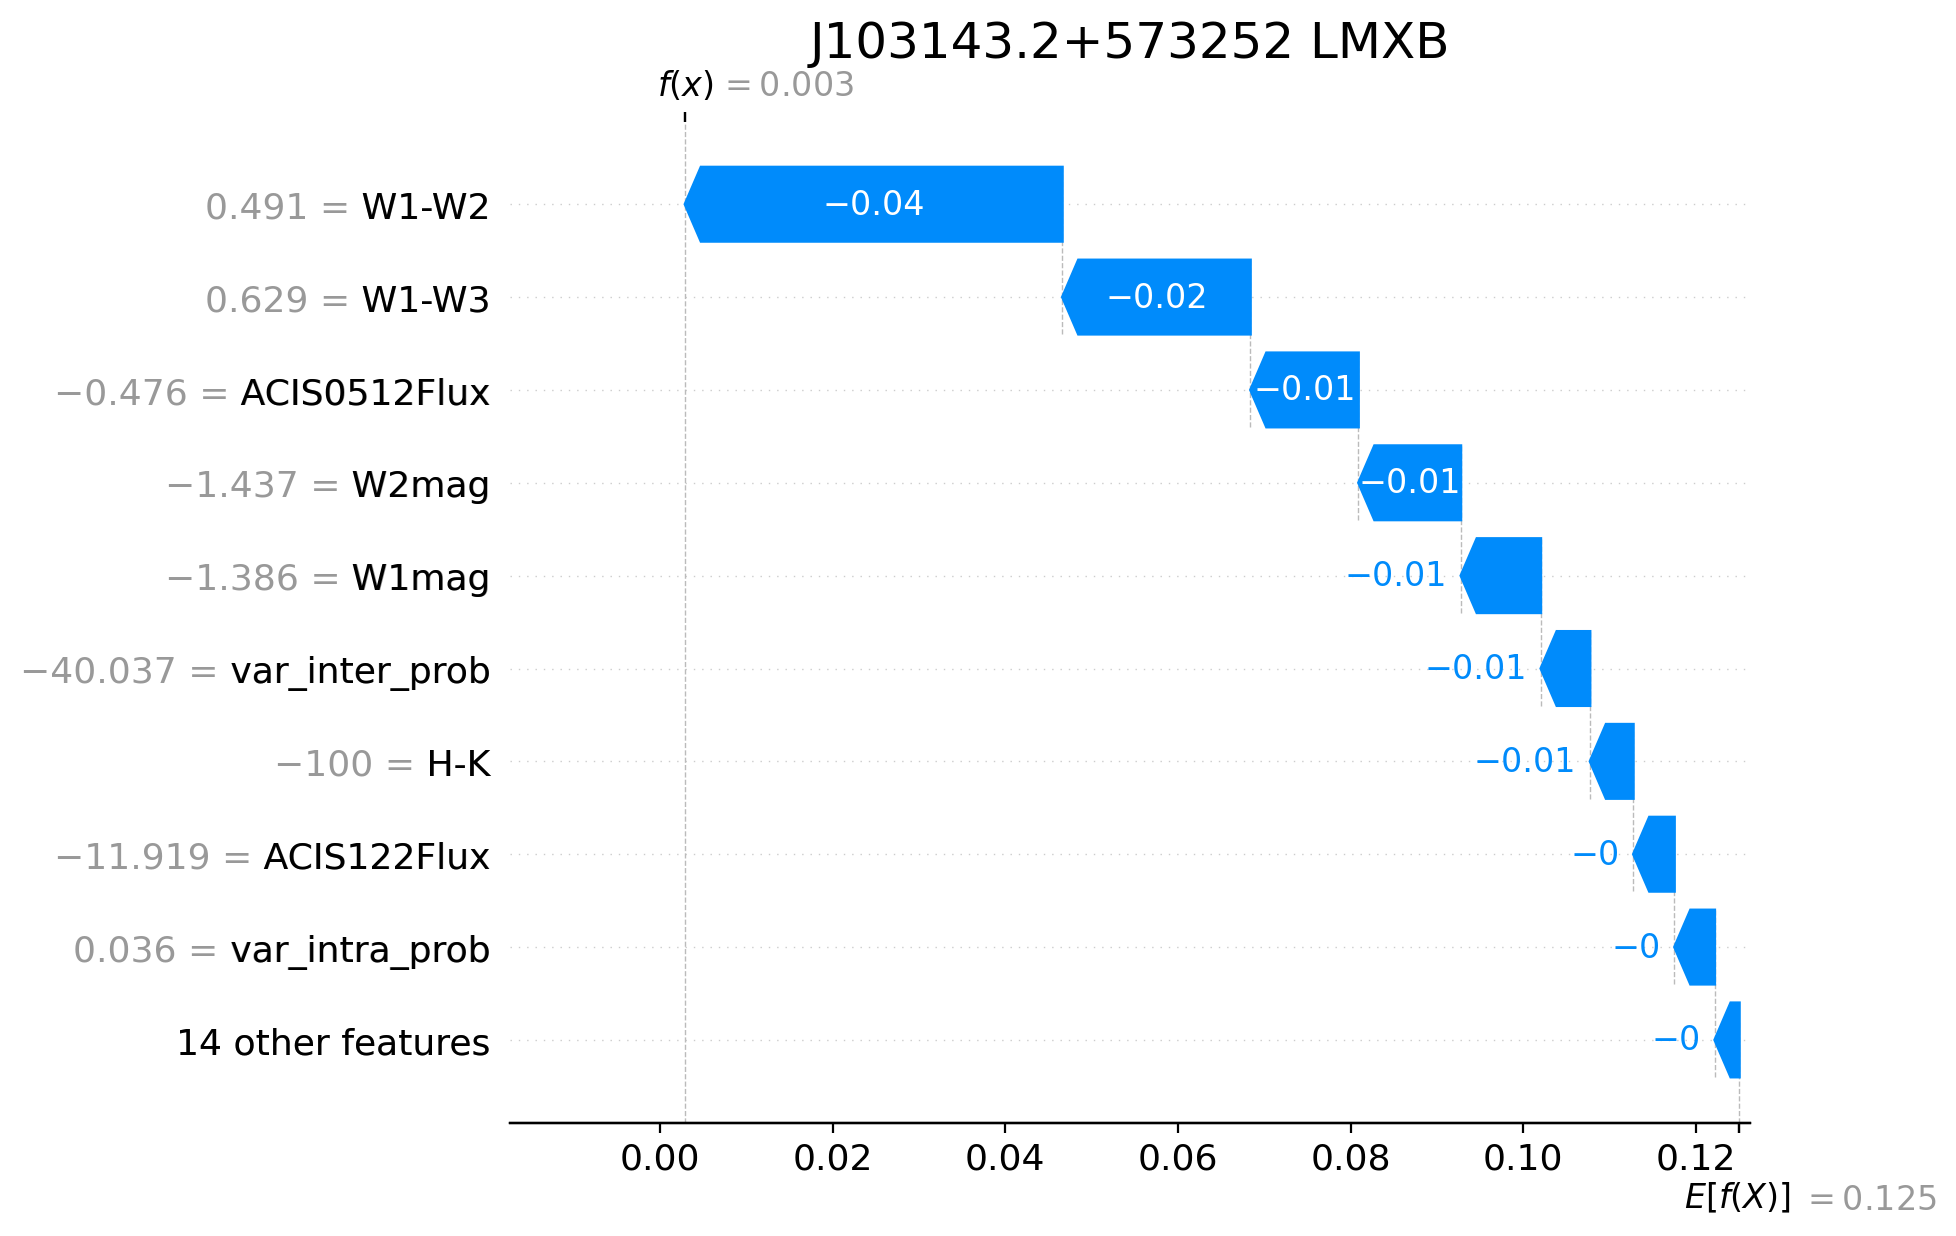 J103143.2+573252 LMXB
f(x) = 0.003
0.491 = W1-W2
−0.04
0.629 = W1-W3
−0.02
−0.476 = ACIS0512Flux
−0.01
−1.437 = W2mag
−0.01
−1.386 = W1mag
−0.01
−40.037 = var_inter_prob
−0.01
−100 = H-K
−0.01
−11.919 = ACIS122Flux
−0
0.036 = var_intra_prob
−0
14 other features
−0
0.00 0.02 0.04 0.06 0.08 0.10 0.12
E[f(X)] = 0.125